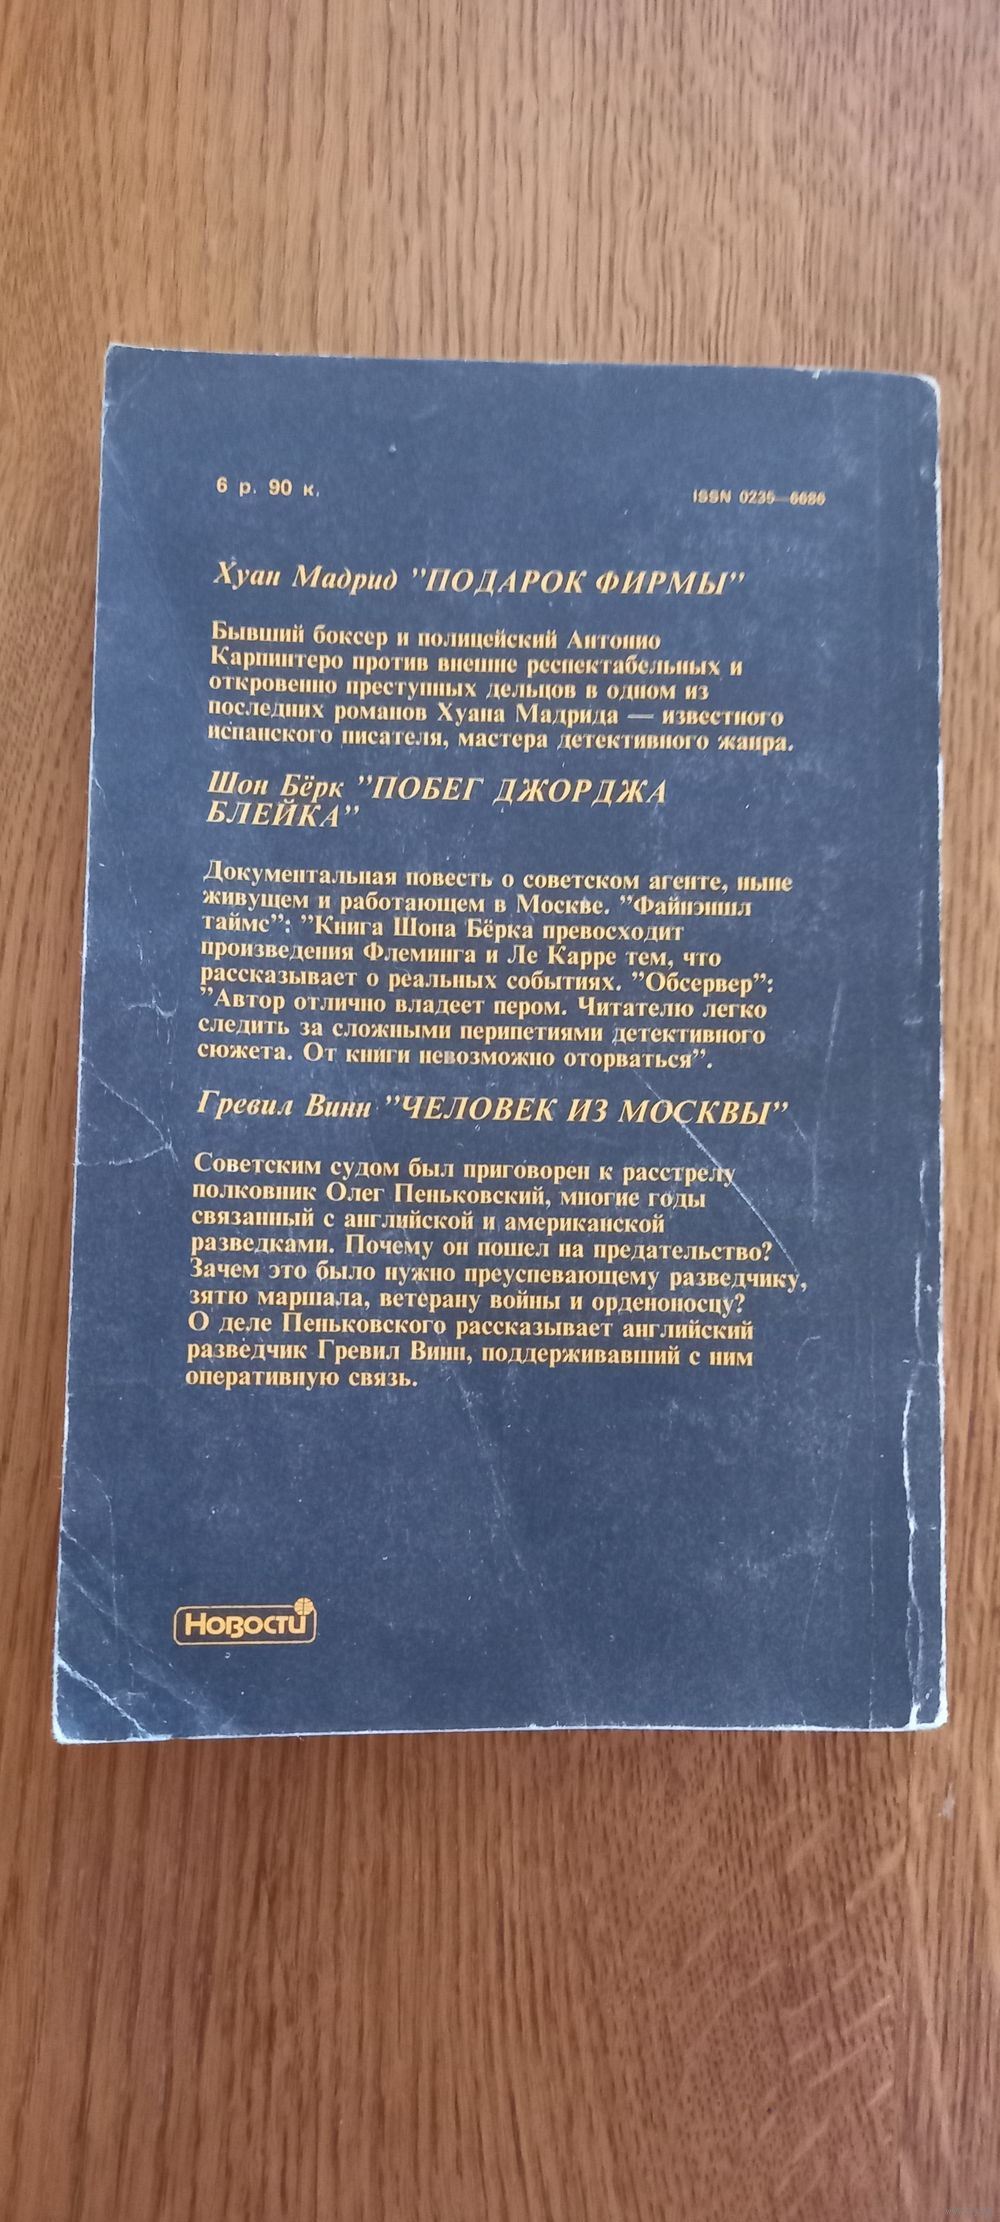 6 р. 90 к.
ISSN 0235—6686
Хуан Мадрид "ПОДАРОК ФИРМЫ"
Бывший боксер и полицейский Антонио
Карпинтеро против внешне респектабельных и
откровенно преступных дельцов в одном из
последних романов Хуана Мадрида — известного
испанского писателя, мастера детективного жанра.
Шон Бёрк "ПОБЕГ ДЖОРДЖА
БЛЕЙКА"
Документальная повесть о советском агенте, ныне
живущем и работающем в Москве. "Файнэншл
таймс": "Книга Шона Бёрка превосходит
произведения Флеминга и Ле Карре тем, что
рассказывает о реальных событиях. "Обсервер":
"Автор отлично владеет пером. Читателю легко
следить за сложными перипетиями детективного
сюжета. От книги невозможно оторваться".
Гревил Винн "ЧЕЛОВЕК ИЗ МОСКВЫ"
Советским судом был приговорен к расстрелу
полковник Олег Пеньковский, многие годы
связанный с английской и американской
разведками. Почему он пошел на предательство?
Зачем это было нужно преуспевающему разведчику,
зятю маршала, ветерану войны и орденоносцу?
О деле Пеньковского рассказывает английский
разведчик Гревил Винн, поддерживавший с ним
оперативную связь.
Новости